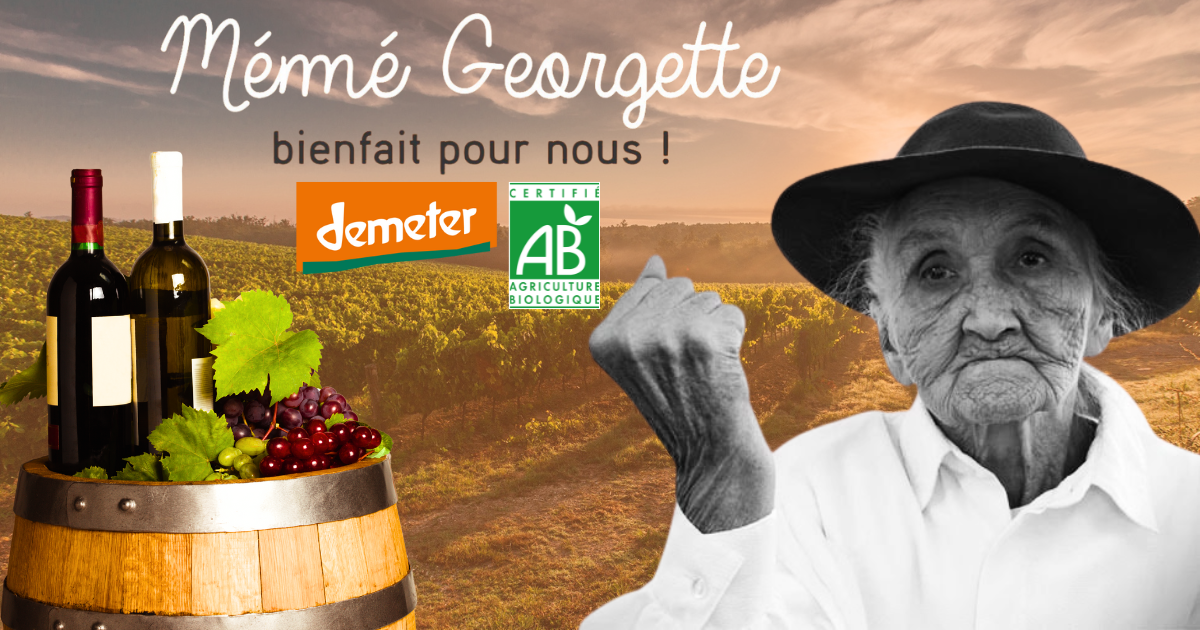 Mémé Georgette
bienfait pour nous !
demeter
CERTIFIÉ
AB
AGRICULTURE
BIOLOGIQUE